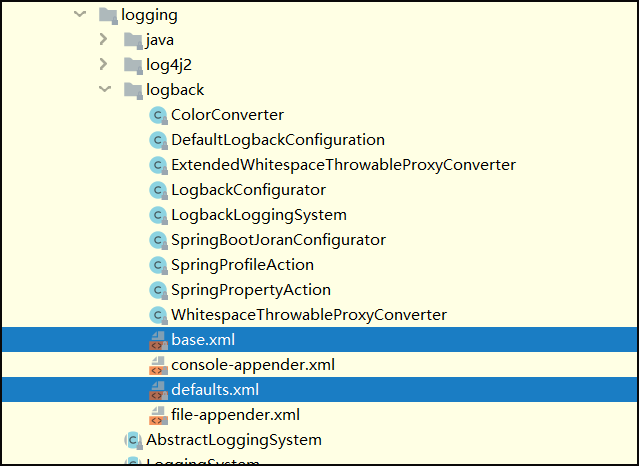 logging
java
log4j2
logback
ColorConverter
DefaultLogbackConfiguration
ExtendedWhitespaceThrowableProxyConverter
LogbackConfigurator
LogbackLoggingSystem
SpringBootJoranConfigurator
SpringProfileAction
SpringPropertyAction
WhitespaceThrowableProxyConverter
base.xml
console-appender.xml
defaults.xml
file-appender.xml
AbstractLoggingSystem
LoggingSystem